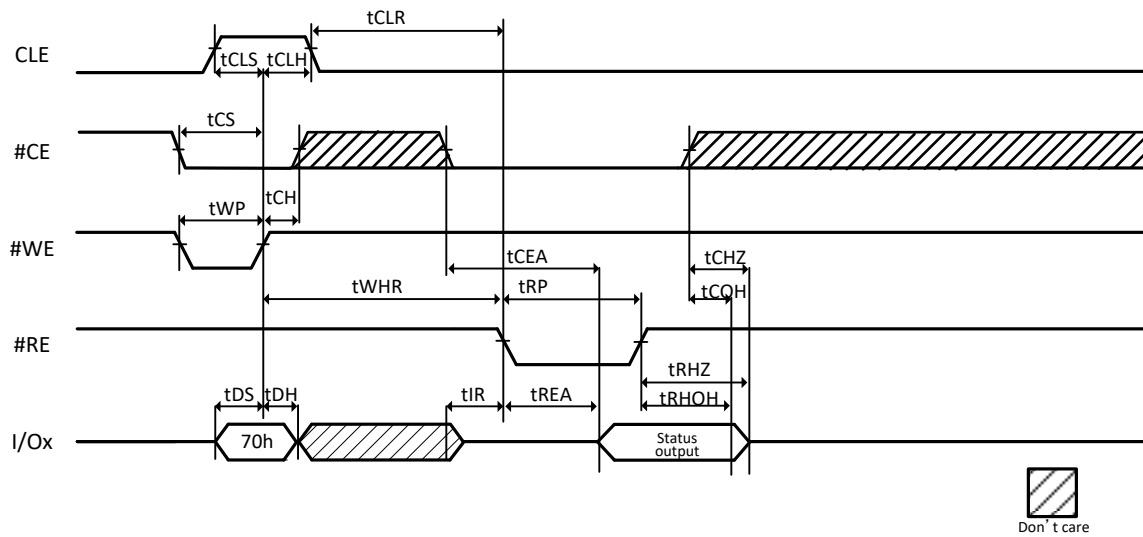 tCLR
CLE
tCLS tCLH
tCS
#CE
tCH
tWP
#WE
tCEA
tCHZ
tWHR
tRP
tCOH
#RE
tRHZ
tDS tDH
tIR
tREA
tRHOH
I/Ox
70h
Status
output
Don't care